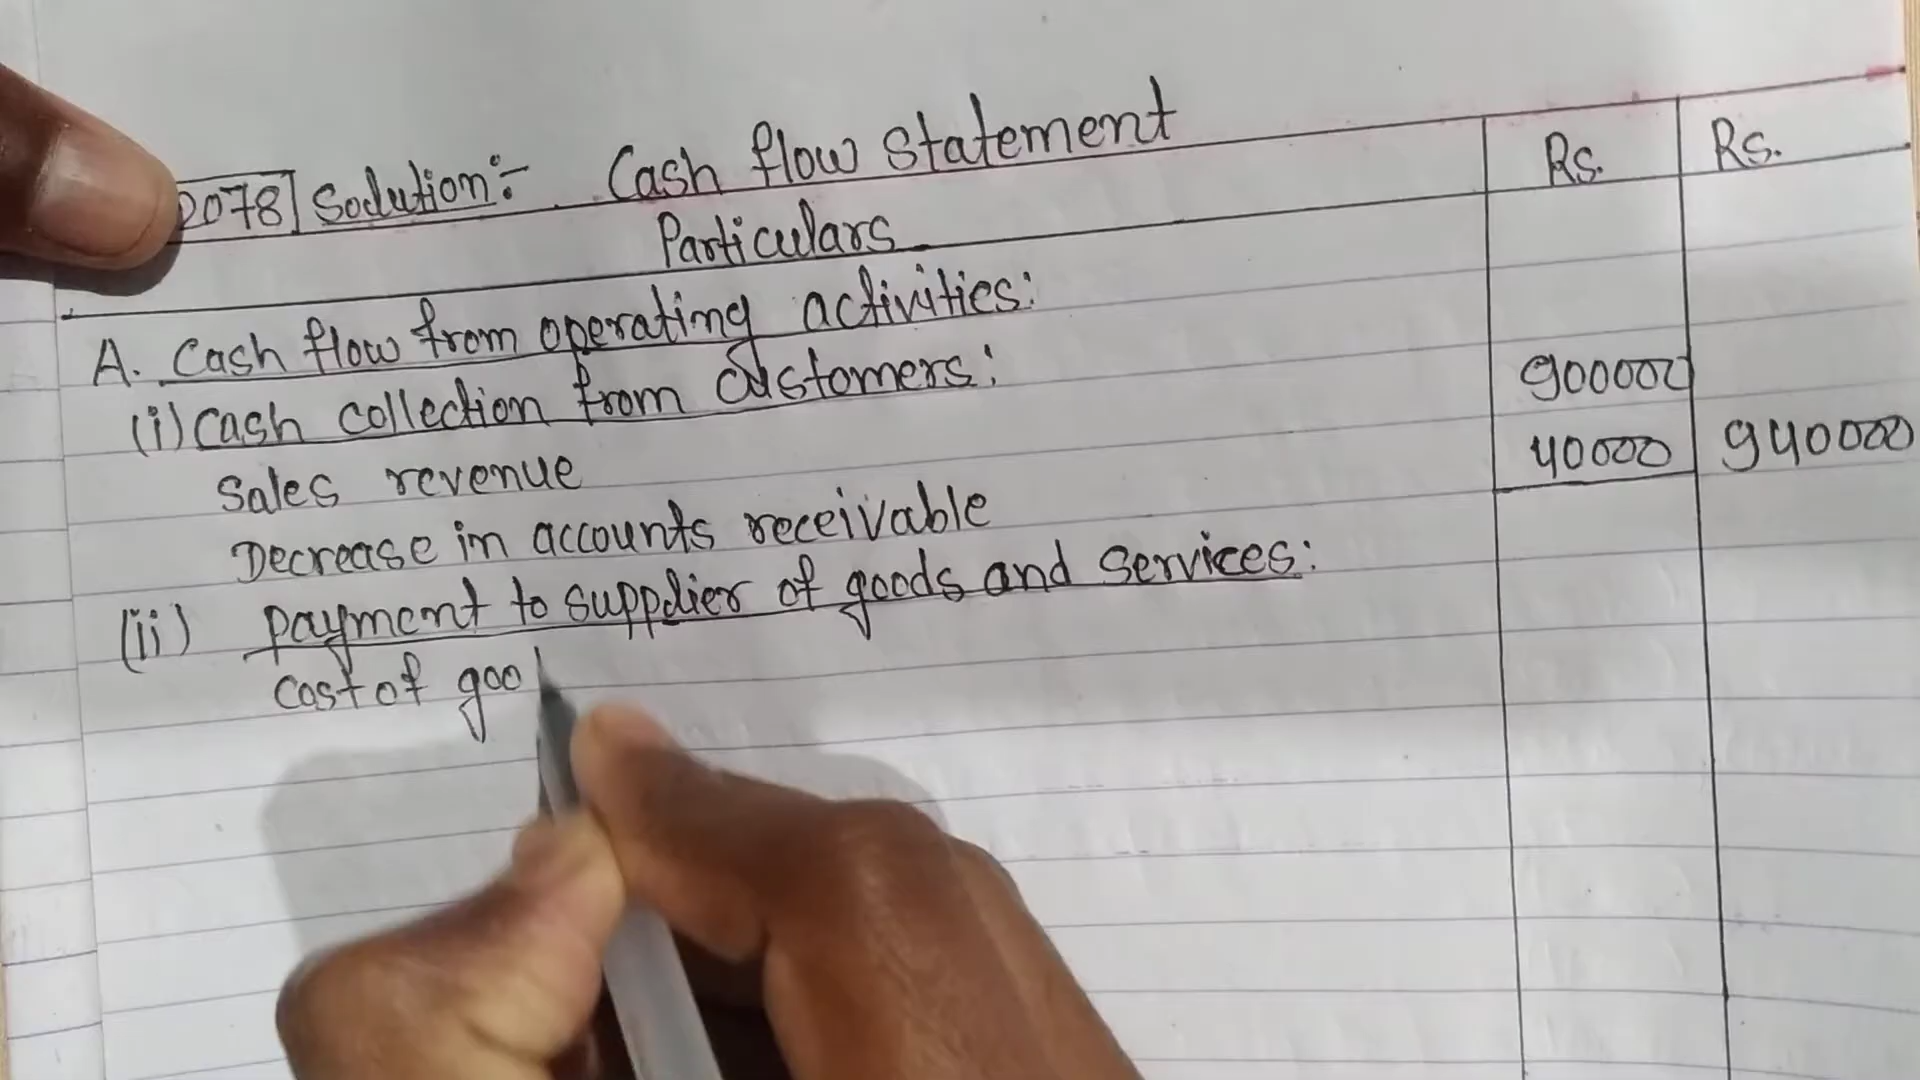 2078] Solution:- Cash flow statement
Particulars Rs. Rs.
A. Cash flow from operating activities:
(i) Cash collection from customers:
Sales revenue 900000
Decrease in accounts receivable 40000 940000
(ii) payment to supplier of goods and services:
Cost of goo